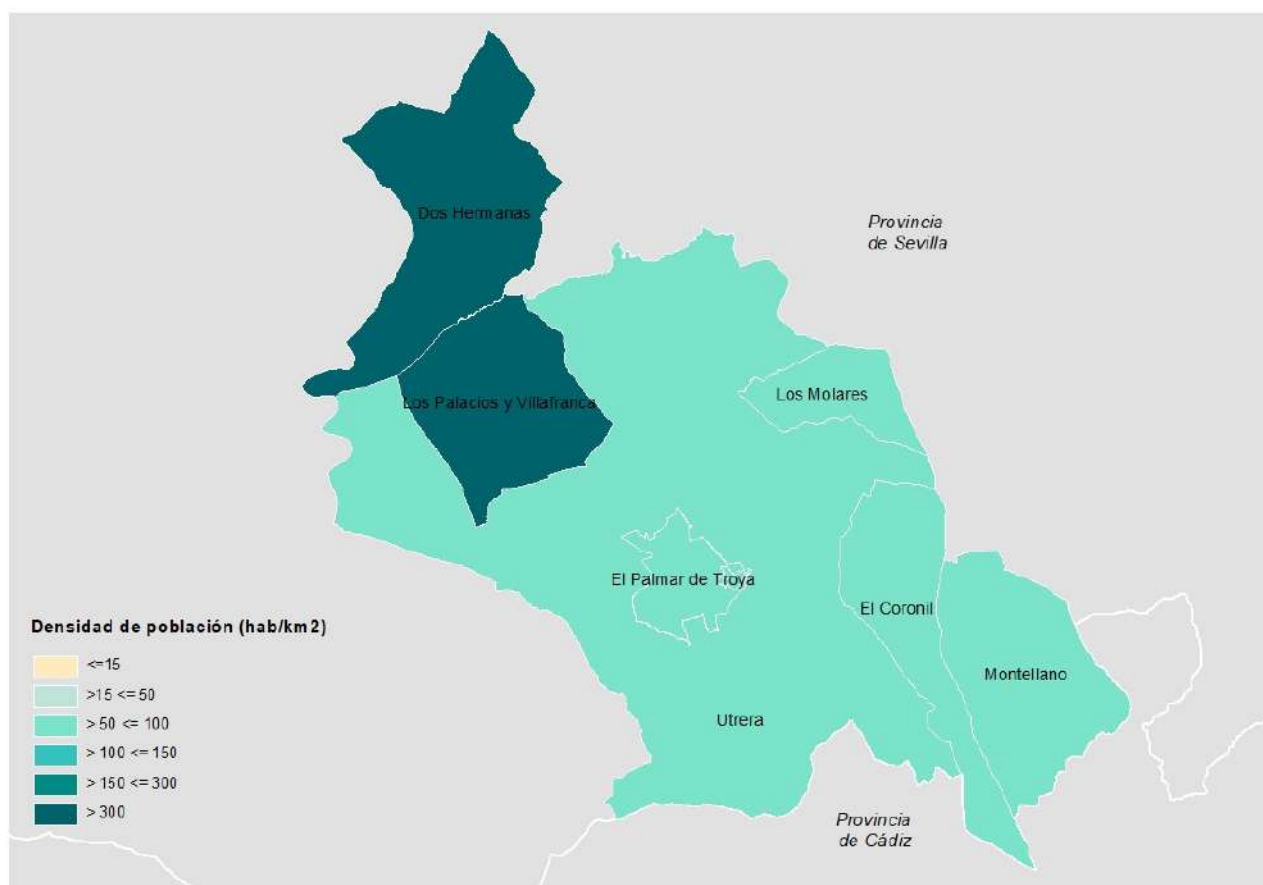 Dos Hermanas
Provincia
de Sevilla
Los Molares
Los Palacios y Villafranca
El Palmar de Troya
El Coronil
Montellano
Utrera
Provincia
de Cádiz
Densidad de población (hab/km2)
<=15
>15 <= 50
> 50 <= 100
> 100 <= 150
> 150 <= 300
> 300